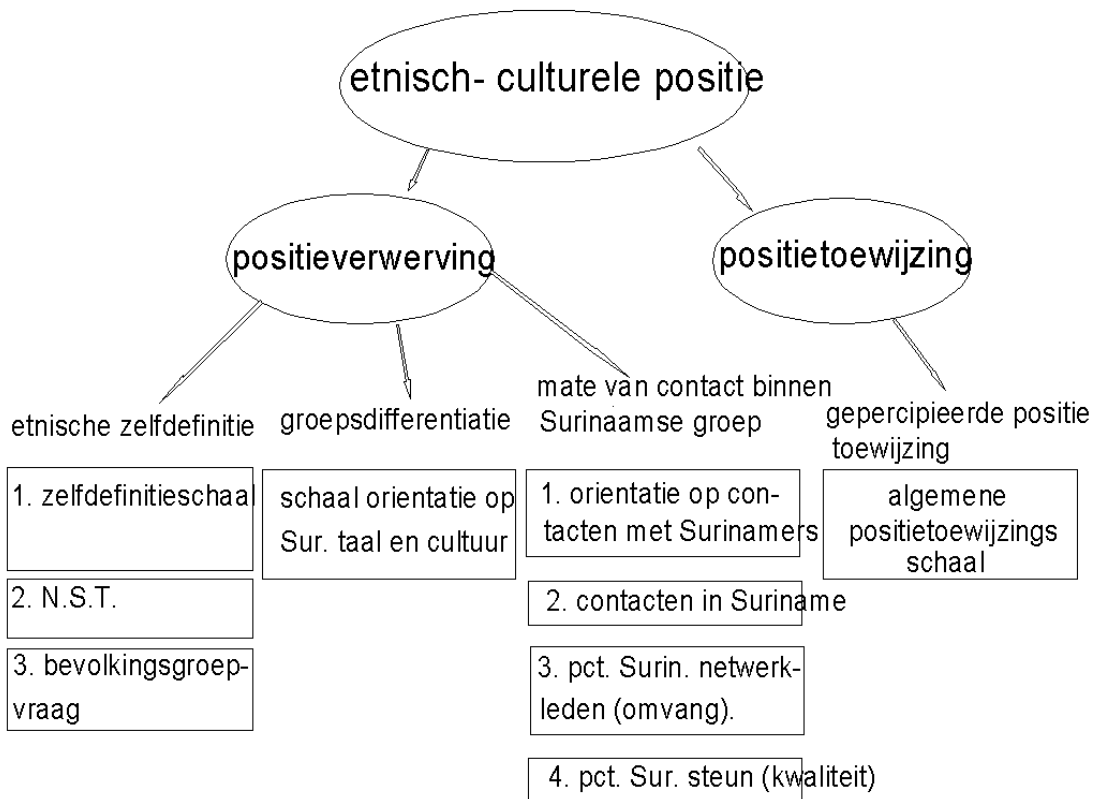 etnisch- culturele positie
positieverwerving
positietoewijzing
etnische zelfdefinitie
1. zelfdefinitieschaal
2. N.S.T.
3. bevolkingsgroep-
vraag
groepsdifferentiatie
schaal orientatie op
Sur. taal en cultuur
mate van contact binnen
Surinaamse groep
1. orientatie op con-
tacten met Surinamers
2. contacten in Suriname
3. pct. Surin. netwerk-
leden (omvang).
4. pct. Sur. steun (kwaliteit)
gepercipieerde positie
toewijzing
algemene
positietoewijzings
schaal